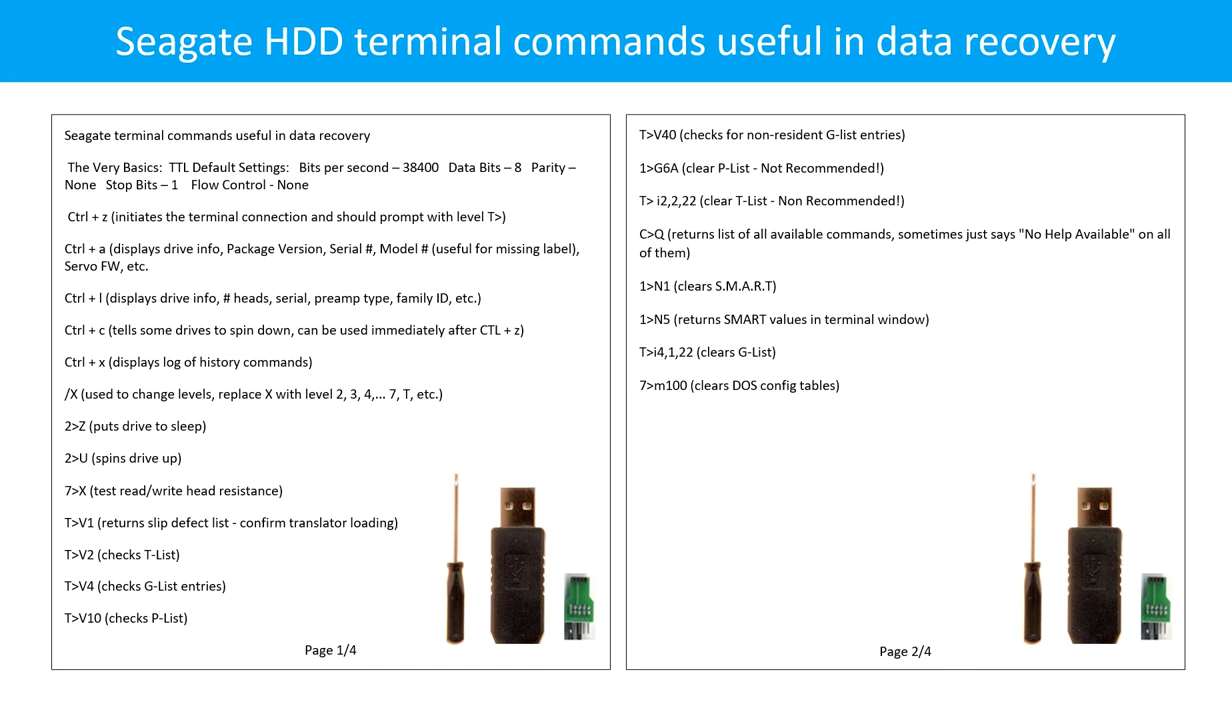 Seagate HDD terminal commands useful in data recovery
Seagate terminal commands useful in data recovery
The Very Basics:  TTL Default Settings:   Bits per second – 38400   Data Bits – 8   Parity –
None   Stop Bits – 1    Flow Control - None
Ctrl + z (initiates the terminal connection and should prompt with level T>)
Ctrl + a (displays drive info, Package Version, Serial #, Model # (useful for missing label),
Servo FW, etc.
Ctrl + l (displays drive info, # heads, serial, preamp type, family ID, etc.)
Ctrl + c (tells some drives to spin down, can be used immediately after CTL + z)
Ctrl + x (displays log of history commands)
/X (used to change levels, replace X with level 2, 3, 4,... 7, T, etc.)
2>Z (puts drive to sleep)
2>U (spins drive up)
7>X (test read/write head resistance)
T>V1 (returns slip defect list - confirm translator loading)
T>V2 (checks T-List)
T>V4 (checks G-List entries)
T>V10 (checks P-List)
Page 1/4
T>V40 (checks for non-resident G-list entries)
1>G6A (clear P-List - Not Recommended!)
T> i2,2,22 (clear T-List - Non Recommended!)
C>Q (returns list of all available commands, sometimes just says "No Help Available" on all
of them)
1>N1 (clears S.M.A.R.T)
1>N5 (returns SMART values in terminal window)
T>i4,1,22 (clears G-List)
7>m100 (clears DOS config tables)
Page 2/4